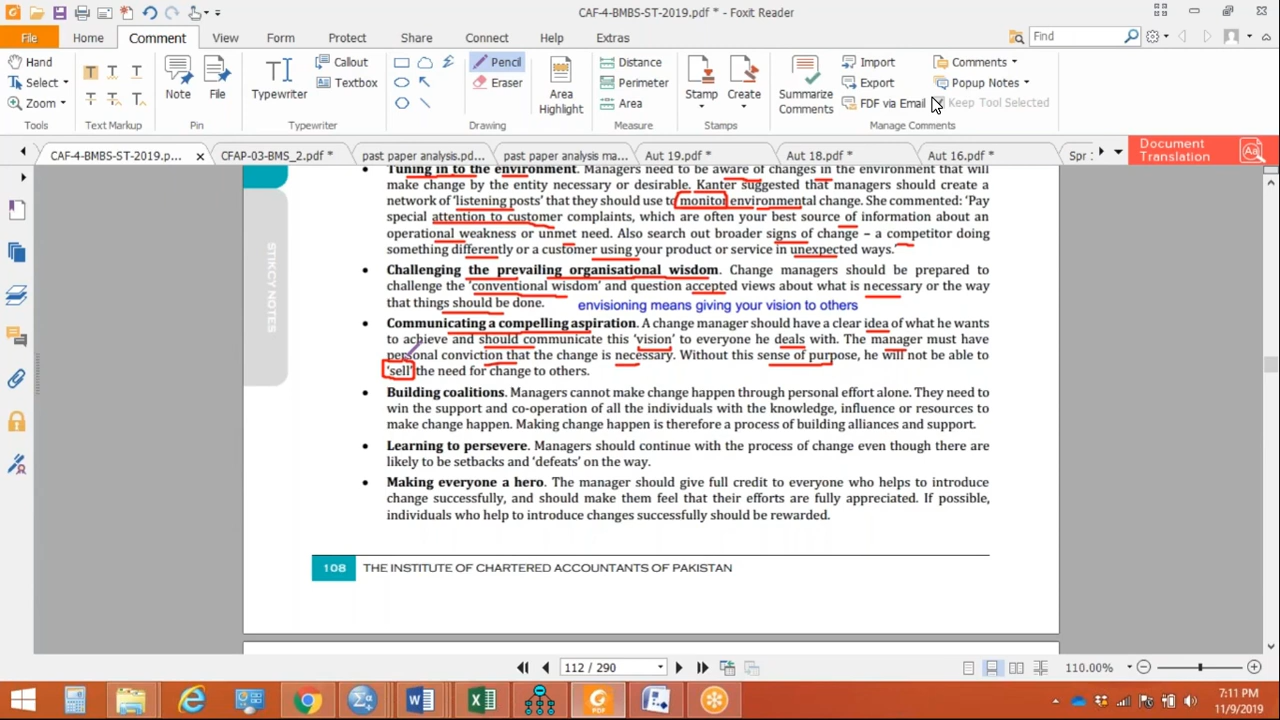 CAF-4-BMBS-ST-2019.pdf * - Foxit Reader
File Home Comment View Form Protect Share Connect Help Extras Find
Hand
Select
Zoom
Tools
Text Markup
Note
File
Pin
Typewriter
Callout
Textbox
Typewriter
Pencil
Eraser
Drawing
Area
Highlight
Distance
Perimeter
Area
Measure
Stamp
Create
Stamps
Summarize
Comments
Import
Export
FDF via Email
Comments
Popup Notes
Keep Tool Selected
Manage Comments
CAF-4-BMBS-ST-2019.p... CFAP-03-BMS_2.pdf * past paper analysis.pd... past paper analysis ma... Aut 19.pdf * Aut 18.pdf * Aut 16.pdf * Spr :
Document
Translation
STIKCY NOTES
• Tuning in to the environment. Managers need to be aware of changes in the environment that will
make change by the entity necessary or desirable. Kanter suggested that managers should create a
network of ‘listening posts’ that they should use to monitor environmental change. She commented: ‘Pay
special attention to customer complaints, which are often your best source of information about an
operational weakness or unmet need. Also search out broader signs of change – a competitor doing
something differently or a customer using your product or service in unexpected ways.’
• Challenging the prevailing organisational wisdom. Change managers should be prepared to
challenge the ‘conventional wisdom’ and question accepted views about what is necessary or the way
that things should be done.
envisioning means giving your vision to others
• Communicating a compelling aspiration. A change manager should have a clear idea of what he wants
to achieve and should communicate this ‘vision’ to everyone he deals with. The manager must have
personal conviction that the change is necessary. Without this sense of purpose, he will not be able to
‘sell’ the need for change to others.
• Building coalitions. Managers cannot make change happen through personal effort alone. They need to
win the support and co-operation of all the individuals with the knowledge, influence or resources to
make change happen. Making change happen is therefore a process of building alliances and support.
• Learning to persevere. Managers should continue with the process of change even though there are
likely to be setbacks and ‘defeats’ on the way.
• Making everyone a hero. The manager should give full credit to everyone who helps to introduce
change successfully, and should make them feel that their efforts are fully appreciated. If possible,
individuals who help to introduce changes successfully should be rewarded.
108 THE INSTITUTE OF CHARTERED ACCOUNTANTS OF PAKISTAN
112 / 290
110.00%
7:11 PM
11/9/2019